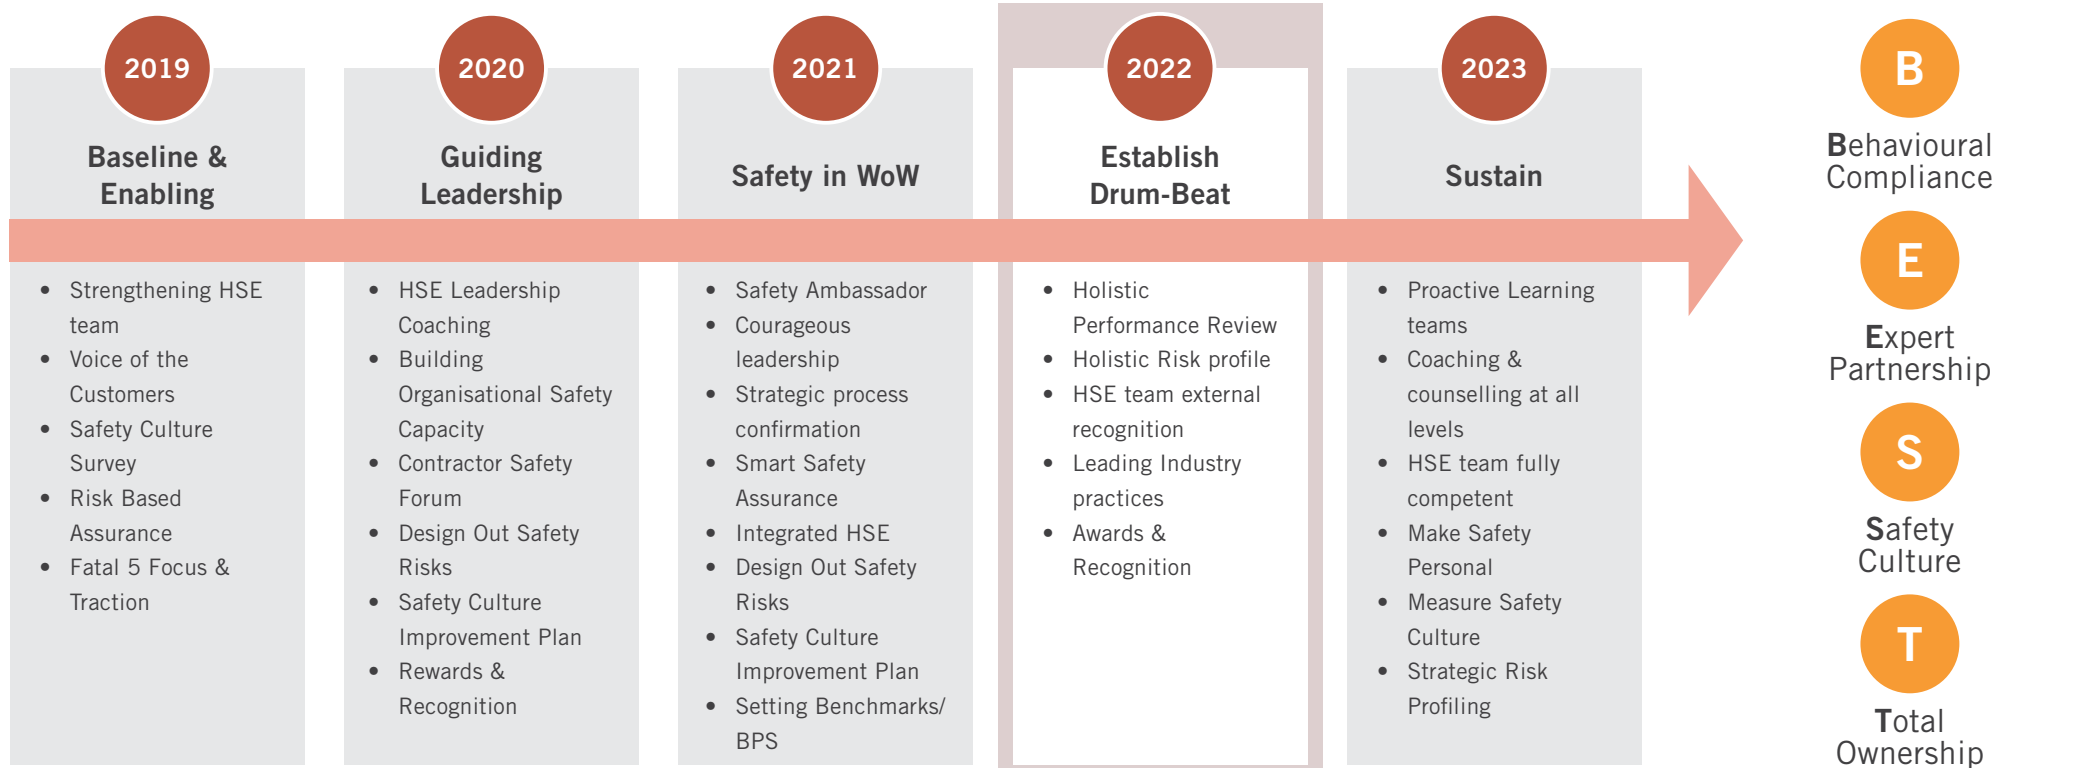 2019
Baseline &
Enabling
• Strengthening HSE
team
• Voice of the
Customers
• Safety Culture
Survey
• Risk Based
Assurance
• Fatal 5 Focus &
Traction
2020
Guiding
Leadership
• HSE Leadership
Coaching
• Building
Organisational Safety
Capacity
• Contractor Safety
Forum
• Design Out Safety
Risks
• Safety Culture
Improvement Plan
• Rewards &
Recognition
2021
Safety in WoW
• Safety Ambassador
• Courageous
leadership
• Strategic process
confirmation
• Smart Safety
Assurance
• Integrated HSE
• Design Out Safety
Risks
• Safety Culture
Improvement Plan
• Setting Benchmarks/
BPS
2022
Establish
Drum-Beat
• Holistic
Performance Review
• Holistic Risk profile
• HSE team external
recognition
• Leading Industry
practices
• Awards &
Recognition
2023
Sustain
• Proactive Learning
teams
• Coaching &
counselling at all
levels
• HSE team fully
competent
• Make Safety
Personal
• Measure Safety
Culture
• Strategic Risk
Profiling
B
Behavioural
Compliance
E
Expert
Partnership
S
Safety
Culture
T
Total
Ownership